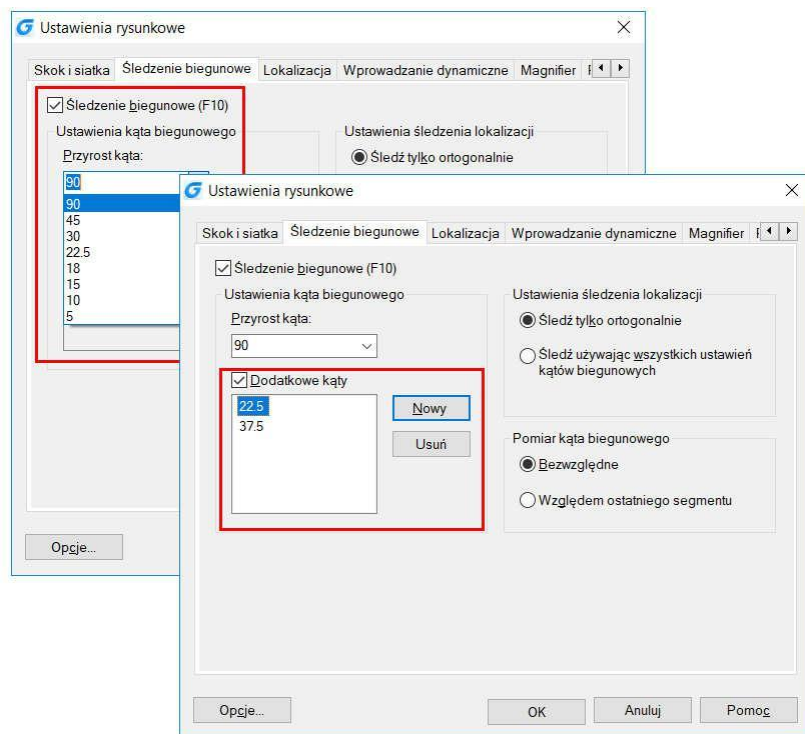 Ustawienia rysunkowe
Skok i siatka Śledzenie biegunowe Lokalizacja Wprowadzanie dynamiczne Magnifier
Śledzenie biegunowe (F10)
Ustawienia kąta biegunowego
Przyrost kąta:
90
90
45
30
22.5
18
15
10
5
Ustawienia śledzenia lokalizacji
Śledź tylko ortogonalnie
Opcje...
Ustawienia rysunkowe
Skok i siatka Śledzenie biegunowe Lokalizacja Wprowadzanie dynamiczne Magnifier
Śledzenie biegunowe (F10)
Ustawienia kąta biegunowego
Przyrost kąta:
90
Dodatkowe kąty
22.5
37.5
Nowy
Usuń
Ustawienia śledzenia lokalizacji
Śledź tylko ortogonalnie
Śledź używając wszystkich ustawień
kątów biegunowych
Pomiar kąta biegunowego
Bezwzględne
Względem ostatniego segmentu
Opcje...
OK
Anuluj
Pomoc